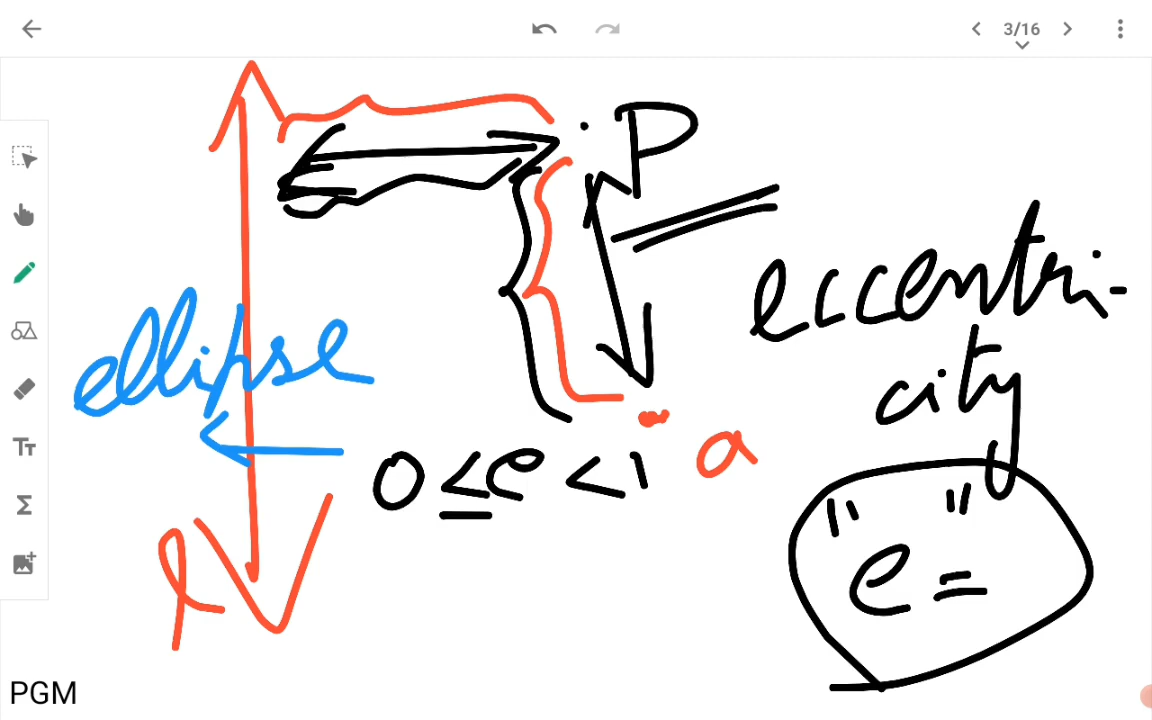 3/16
P
eccentri-
city
ellipse
0 ≤ e < 1
a
l
"e" =
PGM